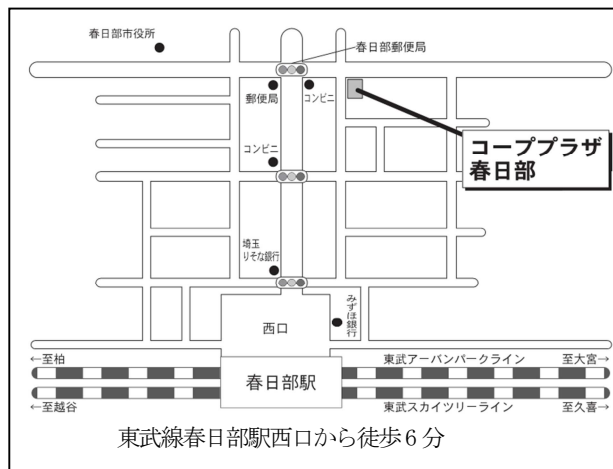 春日部市役所
春日部郵便局
郵便局
コンビニ
コンビニ
コーププラザ
春日部
埼玉
りそな銀行
みずほ銀行
西口
←至柏
東武アーバンパークライン
至大宮→
春日部駅
←至越谷
東武スカイツリーライン
至久喜→
東武線春日部駅西口から徒歩6分